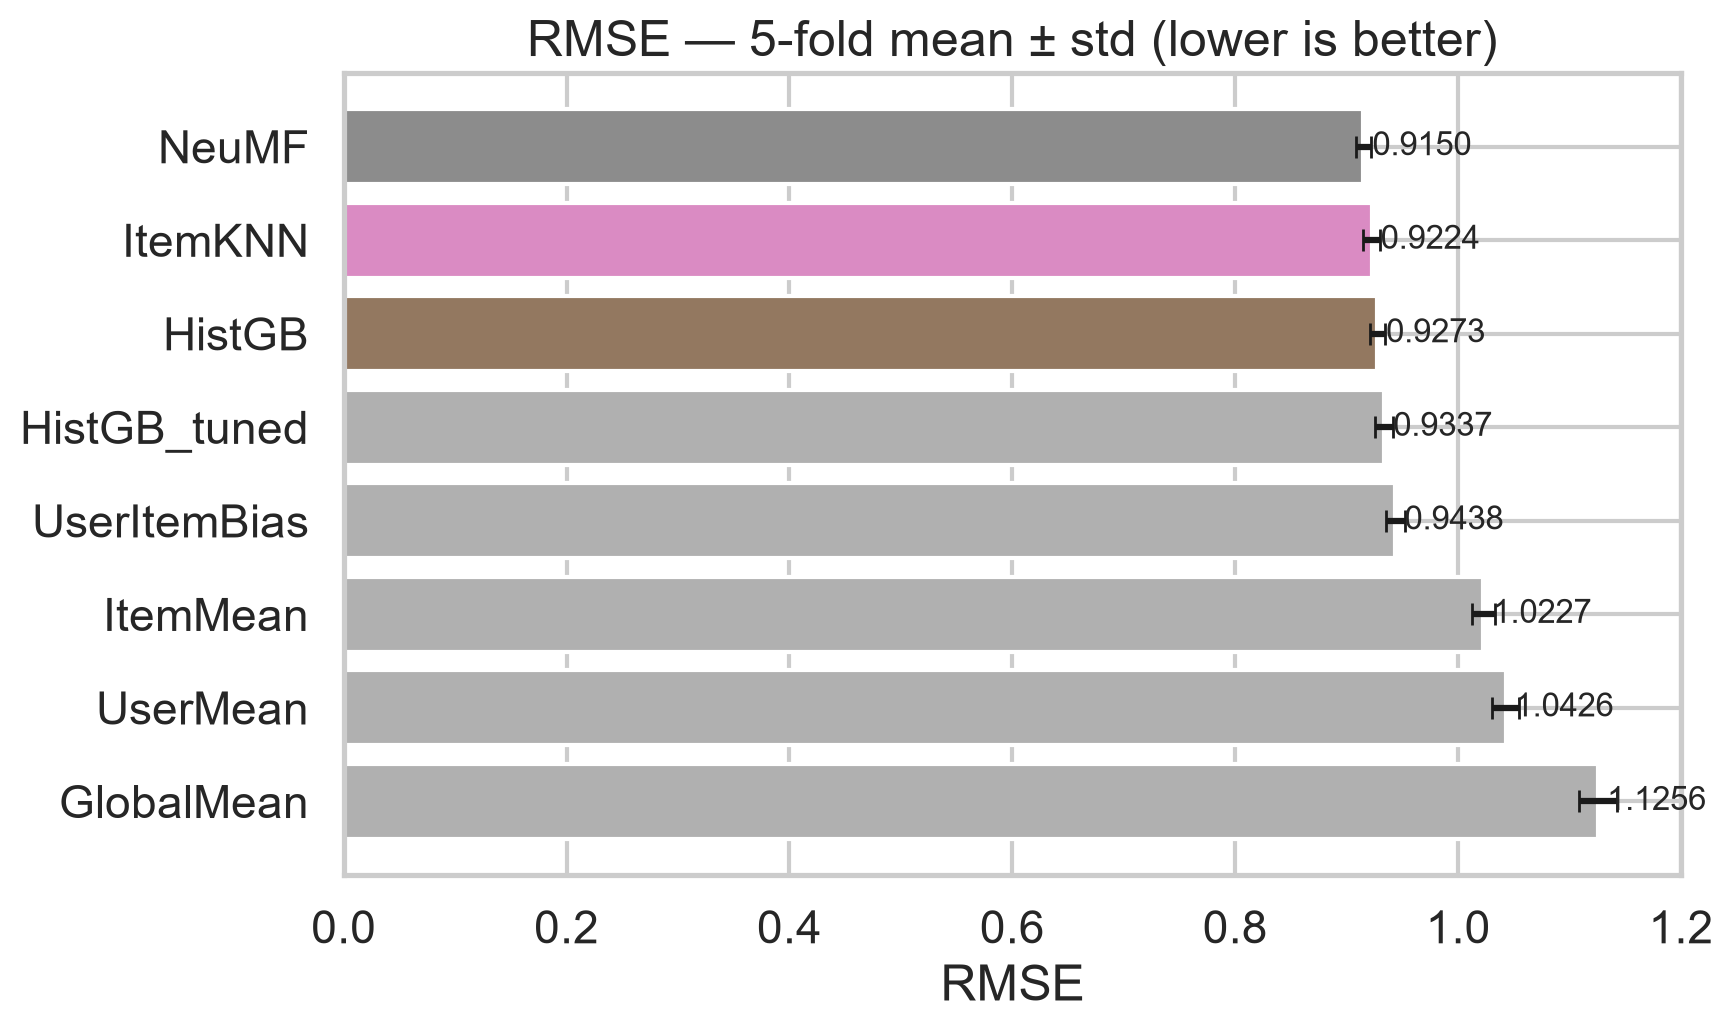 RMSE — 5-fold mean ± std (lower is better)
NeuMF 0.9150
ItemKNN 0.9224
HistGB 0.9273
HistGB_tuned 0.9337
UserItemBias 0.9438
ItemMean 1.0227
UserMean 1.0426
GlobalMean 1.1256
0.0 0.2 0.4 0.6 0.8 1.0 1.2
RMSE